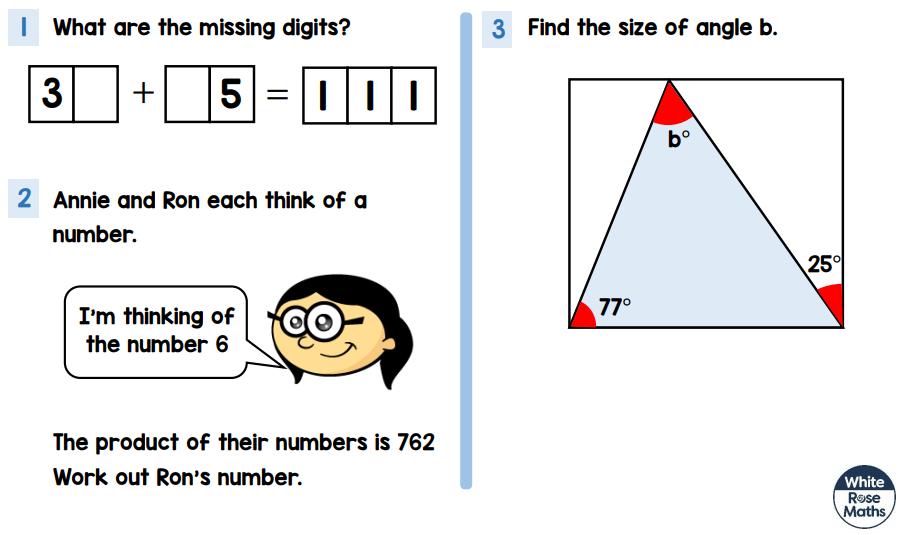 1 What are the missing digits?
3 + 5 = 1 1 1
2 Annie and Ron each think of a
number.
I'm thinking of
the number 6
The product of their numbers is 762
Work out Ron's number.
3 Find the size of angle b.
b°
25°
77°
White
Rose
Maths